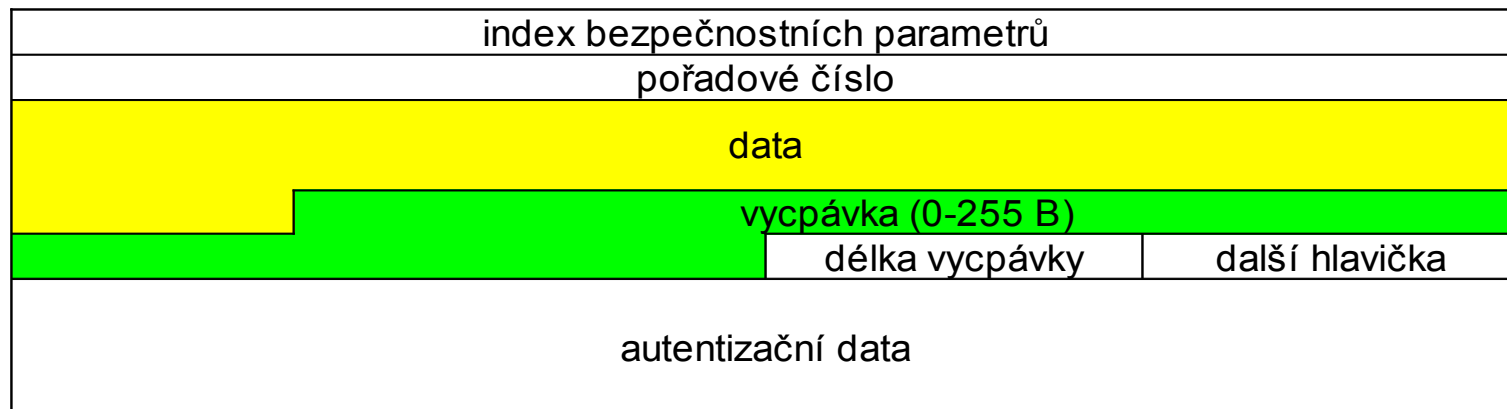 index bezpečnostních parametrů
pořadové číslo
data
vycpávka (0-255 B)
délka vycpávky další hlavička
autentizační data